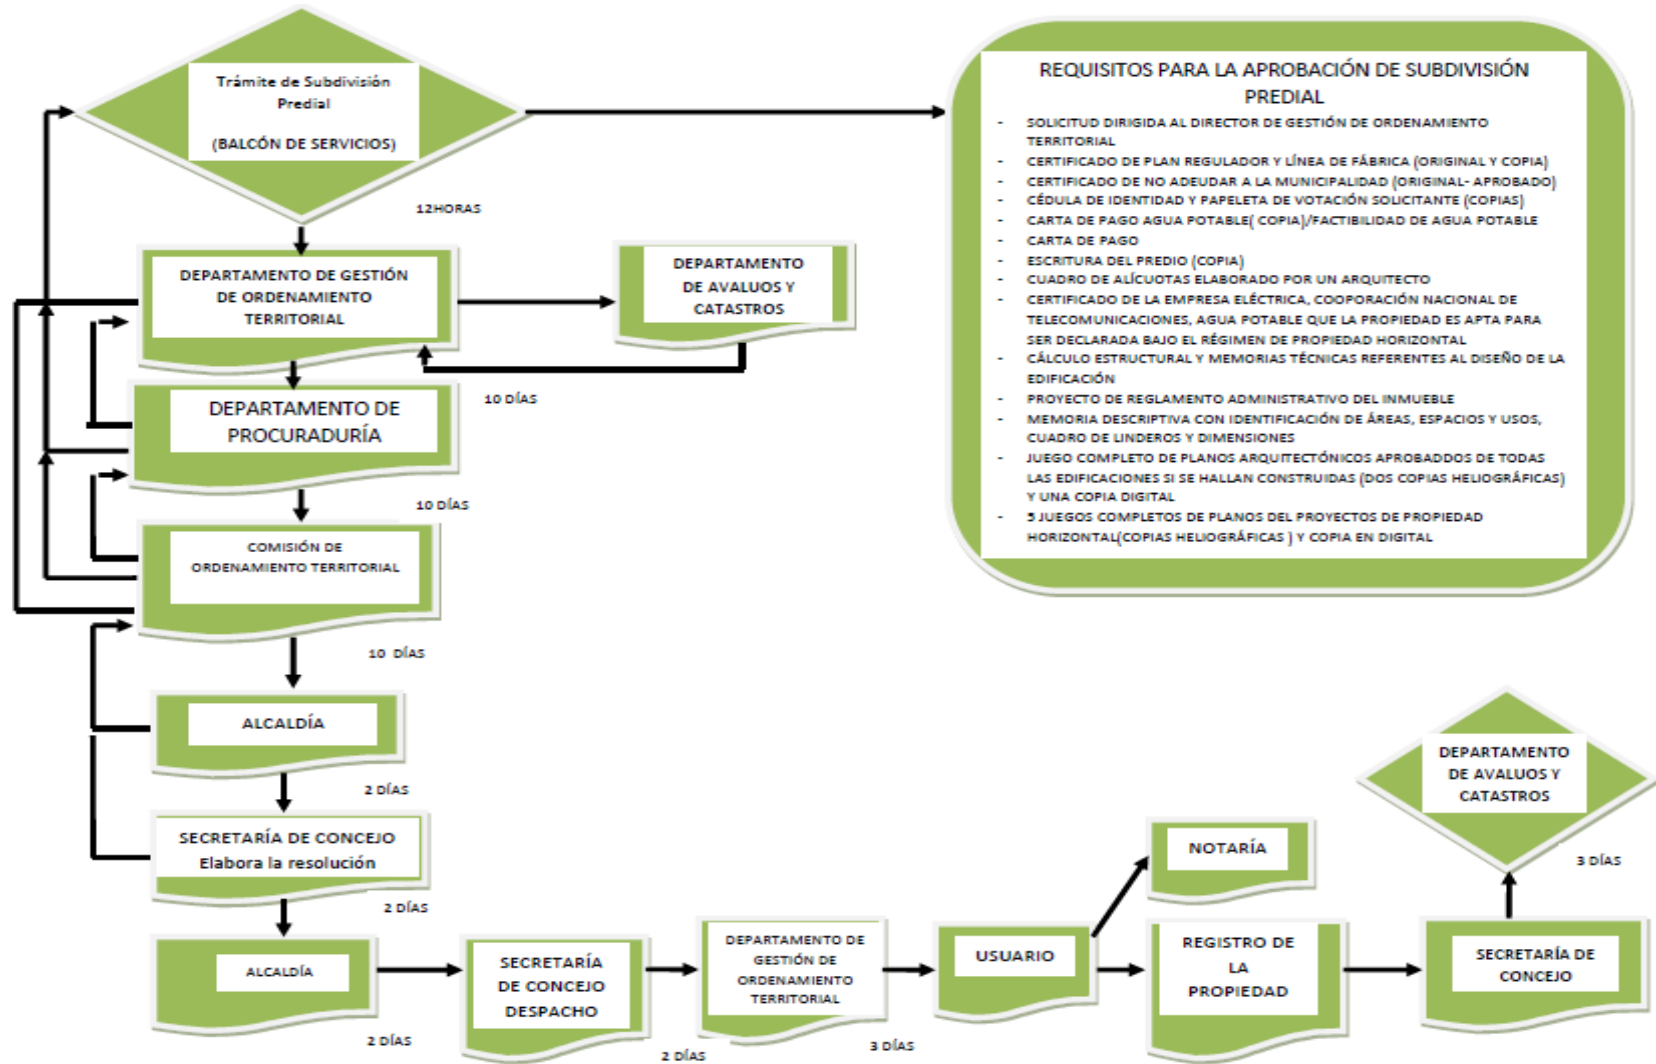 Trámite de Subdivisión
Predial
(BALCÓN DE SERVICIOS)
12HORAS
REQUISITOS PARA LA APROBACIÓN DE SUBDIVISIÓN
PREDIAL
- SOLICITUD DIRIGIDA AL DIRECTOR DE GESTIÓN DE ORDENAMIENTO
TERRITORIAL
- CERTIFICADO DE PLAN REGULADOR Y LÍNEA DE FÁBRICA (ORIGINAL Y COPIA)
- CERTIFICADO DE NO ADEUDAR A LA MUNICIPALIDAD (ORIGINAL- APROBADO)
- CÉDULA DE IDENTIDAD Y PAPELETA DE VOTACIÓN SOLICITANTE (COPIAS)
- CARTA DE PAGO AGUA POTABLE( COPIA)/FACTIBILIDAD DE AGUA POTABLE
- CARTA DE PAGO
- ESCRITURA DEL PREDIO (COPIA)
- CUADRO DE ALÍCUOTAS ELABORADO POR UN ARQUITECTO
- CERTIFICADO DE LA EMPRESA ELÉCTRICA, COOPORACIÓN NACIONAL DE
TELECOMUNICACIONES, AGUA POTABLE QUE LA PROPIEDAD ES APTA PARA
SER DECLARADA BAJO EL RÉGIMEN DE PROPIEDAD HORIZONTAL
- CÁLCULO ESTRUCTURAL Y MEMORIAS TÉCNICAS REFERENTES AL DISEÑO DE LA
EDIFICACIÓN
- PROYECTO DE REGLAMENTO ADMINISTRATIVO DEL INMUEBLE
- MEMORIA DESCRIPTIVA CON IDENTIFICACIÓN DE ÁREAS, ESPACIOS Y USOS,
CUADRO DE LINDEROS Y DIMENSIONES
- JUEGO COMPLETO DE PLANOS ARQUITECTÓNICOS APROBADDOS DE TODAS
LAS EDIFICACIONES SI SE HALLAN CONSTRUIDAS (DOS COPIAS HELIOGRÁFICAS)
Y UNA COPIA DIGITAL
- 5 JUEGOS COMPLETOS DE PLANOS DEL PROYECTOS DE PROPIEDAD
HORIZONTAL(COPIAS HELIOGRÁFICAS ) Y COPIA EN DIGITAL
DEPARTAMENTO DE GESTIÓN
DE ORDENAMIENTO
TERRITORIAL
DEPARTAMENTO
DE AVALUOS Y
CATASTROS
10 DÍAS
DEPARTAMENTO DE
PROCURADURÍA
10 DÍAS
COMISIÓN DE
ORDENAMIENTO TERRITORIAL
10 DÍAS
ALCALDÍA
2 DÍAS
SECRETARÍA DE CONCEJO
Elabora la resolución
2 DÍAS
ALCALDÍA
2 DÍAS
SECRETARÍA
DE CONCEJO
DESPACHO
2 DÍAS
DEPARTAMENTO DE
GESTIÓN DE
ORDENAMIENTO
TERRITORIAL
3 DÍAS
USUARIO
NOTARÍA
REGISTRO DE
LA
PROPIEDAD
SECRETARÍA DE
CONCEJO
DEPARTAMENTO
DE AVALUOS Y
CATASTROS
3 DÍAS